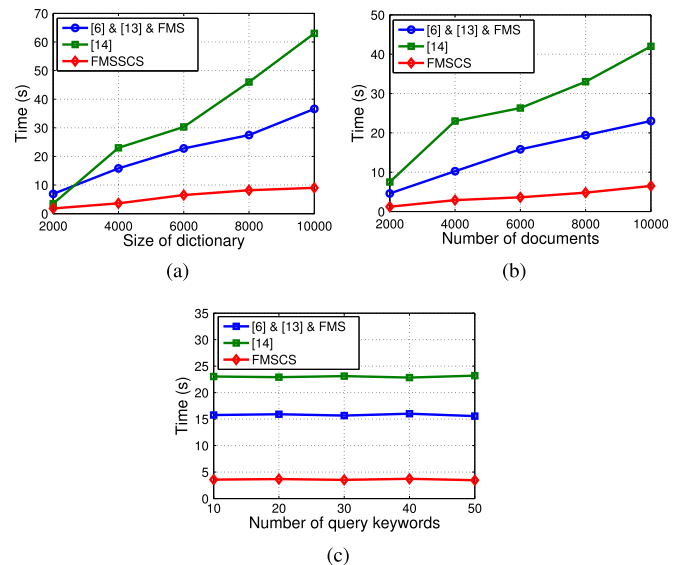 70
60
50
40
30
20
10
0
Time (s)
[6] & [13] & FMS
[14]
FMSSCS
2000 4000 6000 8000 10000
Size of dictionary
(a)
50
40
30
20
10
0
Time (s)
[6] & [13] & FMS
[14]
FMSCS
2000 4000 6000 8000 10000
Number of documents
(b)
35
30
25
20
15
10
5
0
Time (s)
[6] & [13] & FMS
[14]
FMSCS
10 20 30 40 50
Number of query keywords
(c)